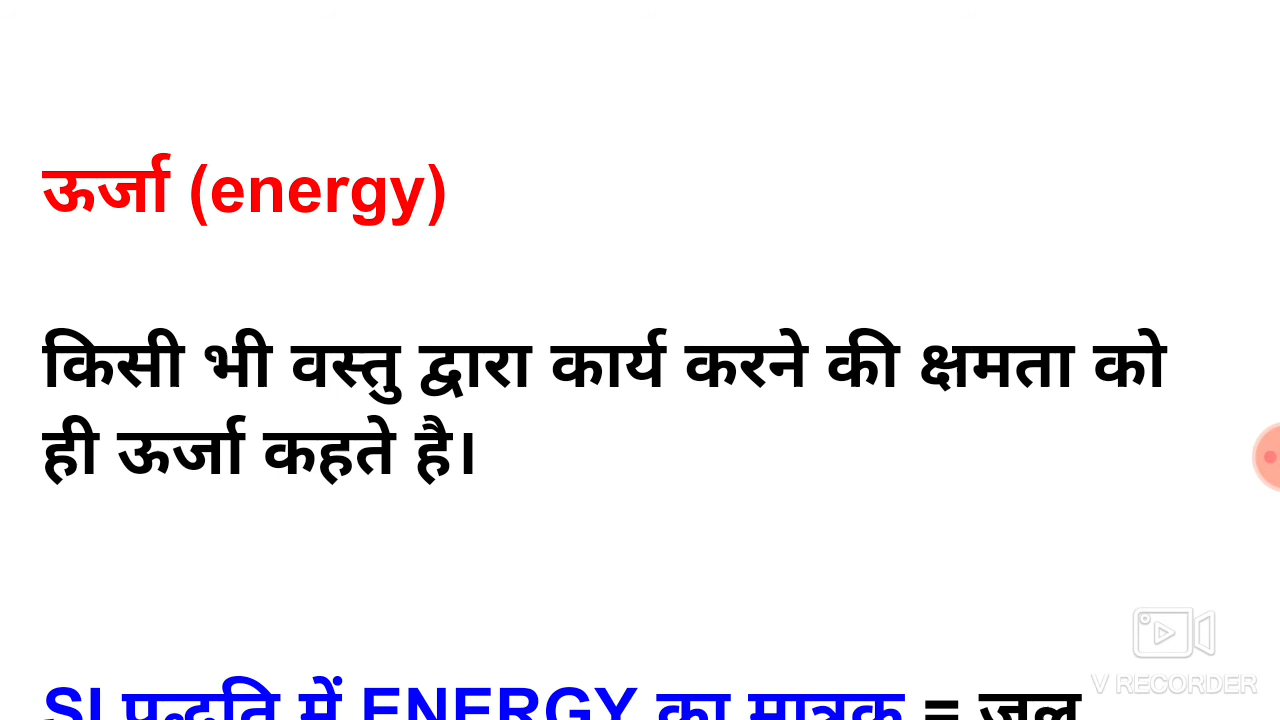 ऊर्जा (energy)
किसी भी वस्तु द्वारा कार्य करने की क्षमता को
ही ऊर्जा कहते है।
SI पद्धति में ENERGY का मात्रक = जूल
V RECORDER